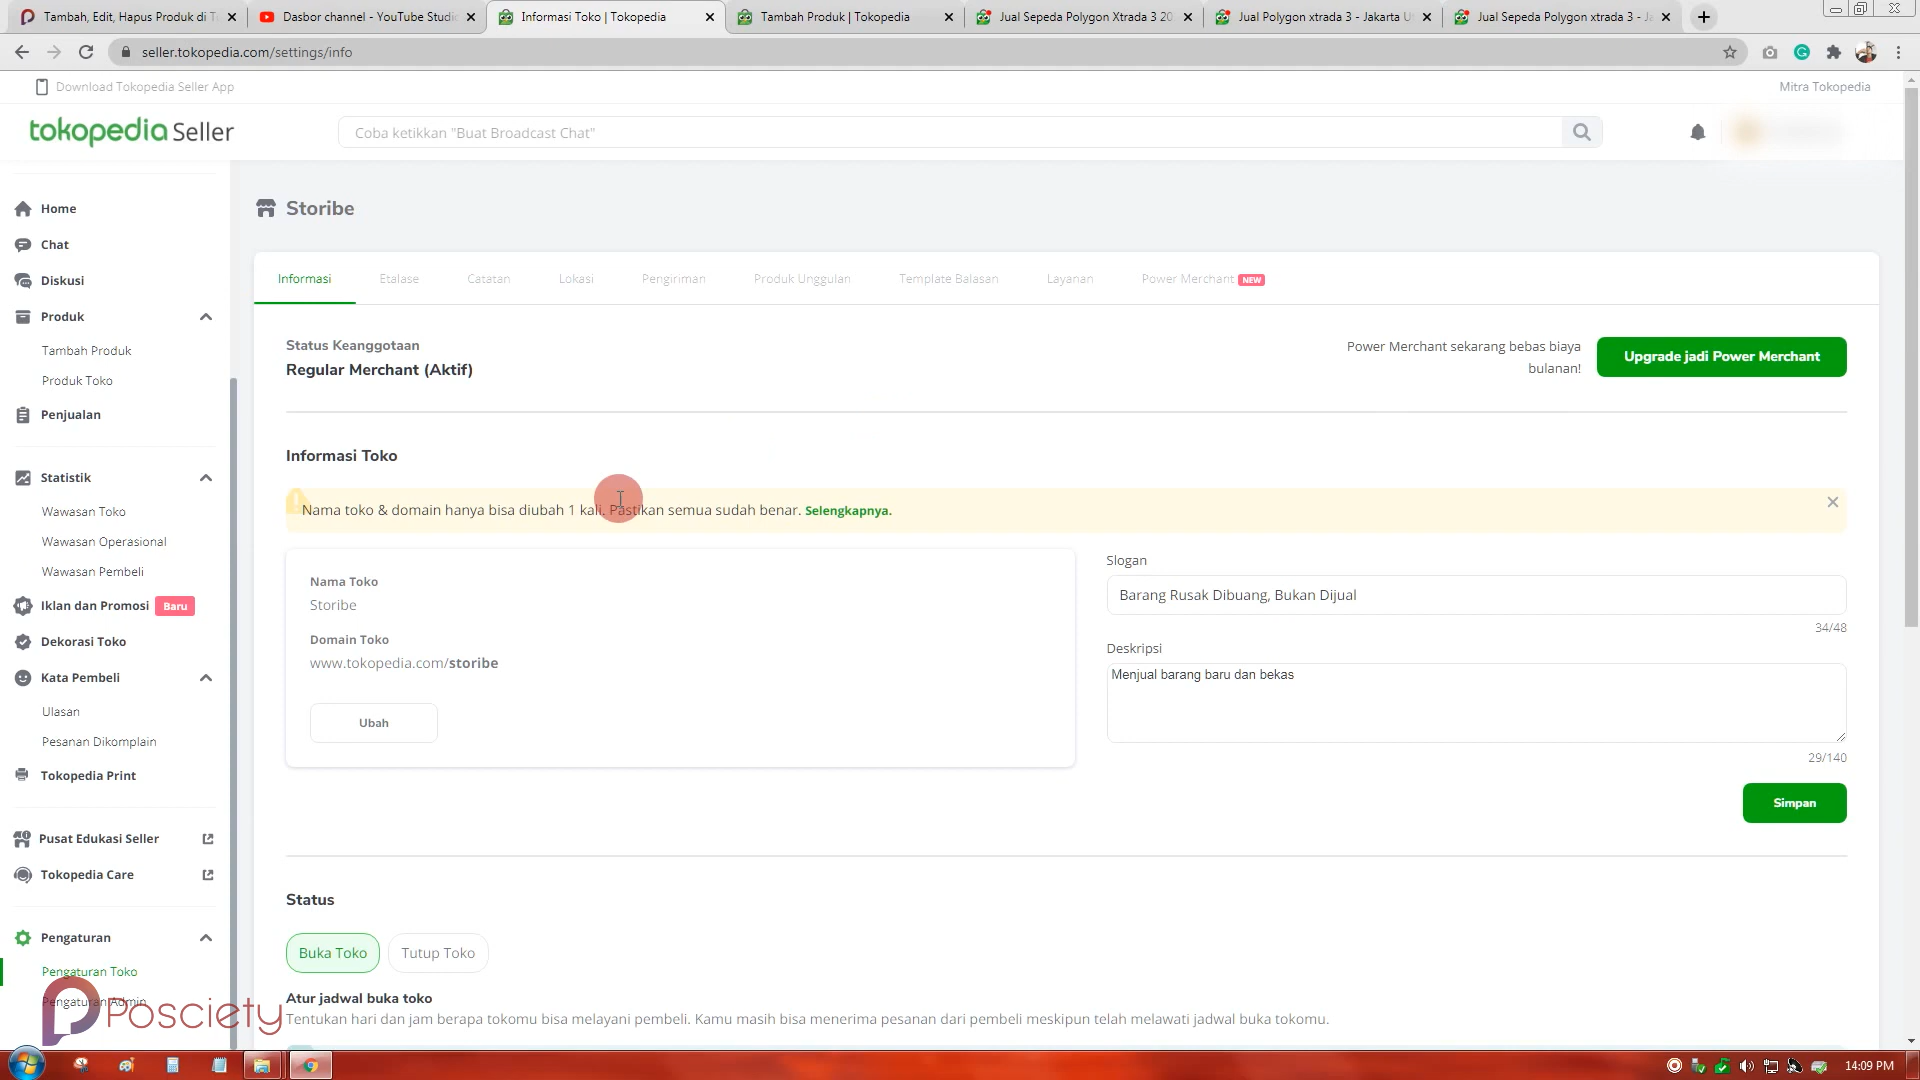 Tambah, Edit, Hapus Produk di T
Dasbor channel - YouTube Studio
Informasi Toko | Tokopedia
Tambah Produk | Tokopedia
Jual Sepeda Polygon Xtrada 3 20
Jual Polygon xtrada 3 - Jakarta U
Jual Sepeda Polygon xtrada 3 - Ja
seller.tokopedia.com/settings/info
Download Tokopedia Seller App
Mitra Tokopedia
tokopedia Seller
Coba ketikkan "Buat Broadcast Chat"
Home
Chat
Diskusi
Produk
Tambah Produk
Produk Toko
Penjualan
Statistik
Wawasan Toko
Wawasan Operasional
Wawasan Pembeli
Iklan dan Promosi Baru
Dekorasi Toko
Kata Pembeli
Ulasan
Pesanan Dikomplain
Tokopedia Print
Pusat Edukasi Seller
Tokopedia Care
Pengaturan
Pengaturan Toko
Pengaturan Admin
Posciety
Storibe
Informasi Etalase Catatan Lokasi Pengiriman Produk Unggulan Template Balasan Layanan Power Merchant NEW
Status Keanggotaan
Regular Merchant (Aktif)
Power Merchant sekarang bebas biaya
bulanan!
Upgrade jadi Power Merchant
Informasi Toko
Nama toko & domain hanya bisa diubah 1 kali. Pastikan semua sudah benar. Selengkapnya.
Nama Toko
Storibe
Domain Toko
www.tokopedia.com/storibe
Ubah
Slogan
Barang Rusak Dibuang, Bukan Dijual
34/48
Deskripsi
Menjual barang baru dan bekas
29/140
Simpan
Status
Buka Toko
Tutup Toko
Atur jadwal buka toko
Tentukan hari dan jam berapa tokomu bisa melayani pembeli. Kamu masih bisa menerima pesanan dari pembeli meskipun telah melawati jadwal buka tokomu.
14:09 PM